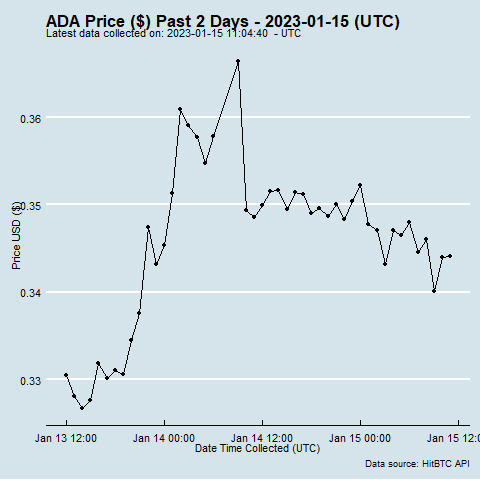 ADA Price ($) Past 2 Days - 2023-01-15 (UTC)
Latest data collected on: 2023-01-15 11:04:40 - UTC
0.36
0.35
0.34
0.33
Price USD ($)
Jan 13 12:00 Jan 14 00:00 Jan 14 12:00 Jan 15 00:00 Jan 15 12:
Date Time Collected (UTC)
Data source: HitBTC API